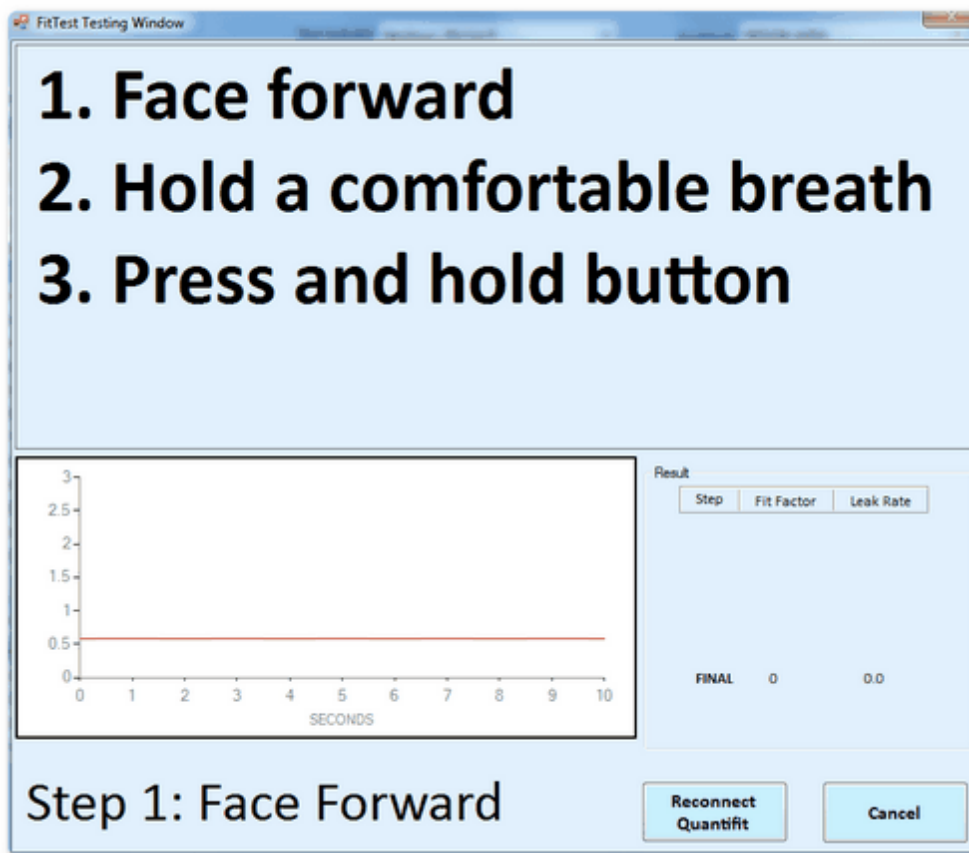 FitTest Testing Window
1. Face forward
2. Hold a comfortable breath
3. Press and hold button
3
2.5
2
1.5
1
0.5
0
0 1 2 3 4 5 6 7 8 9 10
SECONDS
Result
Step Fit Factor Leak Rate
FINAL 0 0.0
Step 1: Face Forward
Reconnect
Quantifit
Cancel